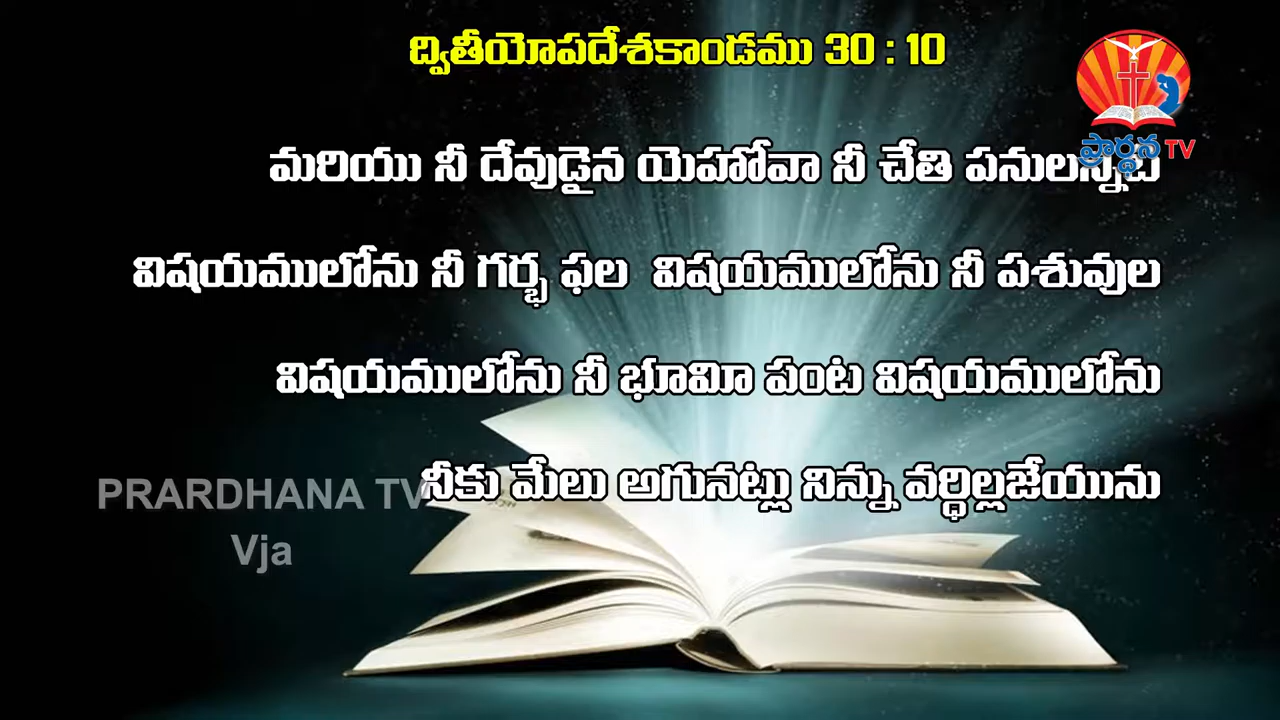 ద్వితీయోపదేశకాండము 30 : 10
ప్రార్థన TV
మరియు నీ దేవుడైన యెహోవా నీ చేతి పనులన్నిటి
విషయములోను నీ గర్భ ఫల విషయములోను నీ పశువుల
విషయములోను నీ భూమి పంట విషయములోను
నీకు మేలు అగునట్లు నిన్ను వర్థిల్లజేయును
PRARDHANA TV
Vja